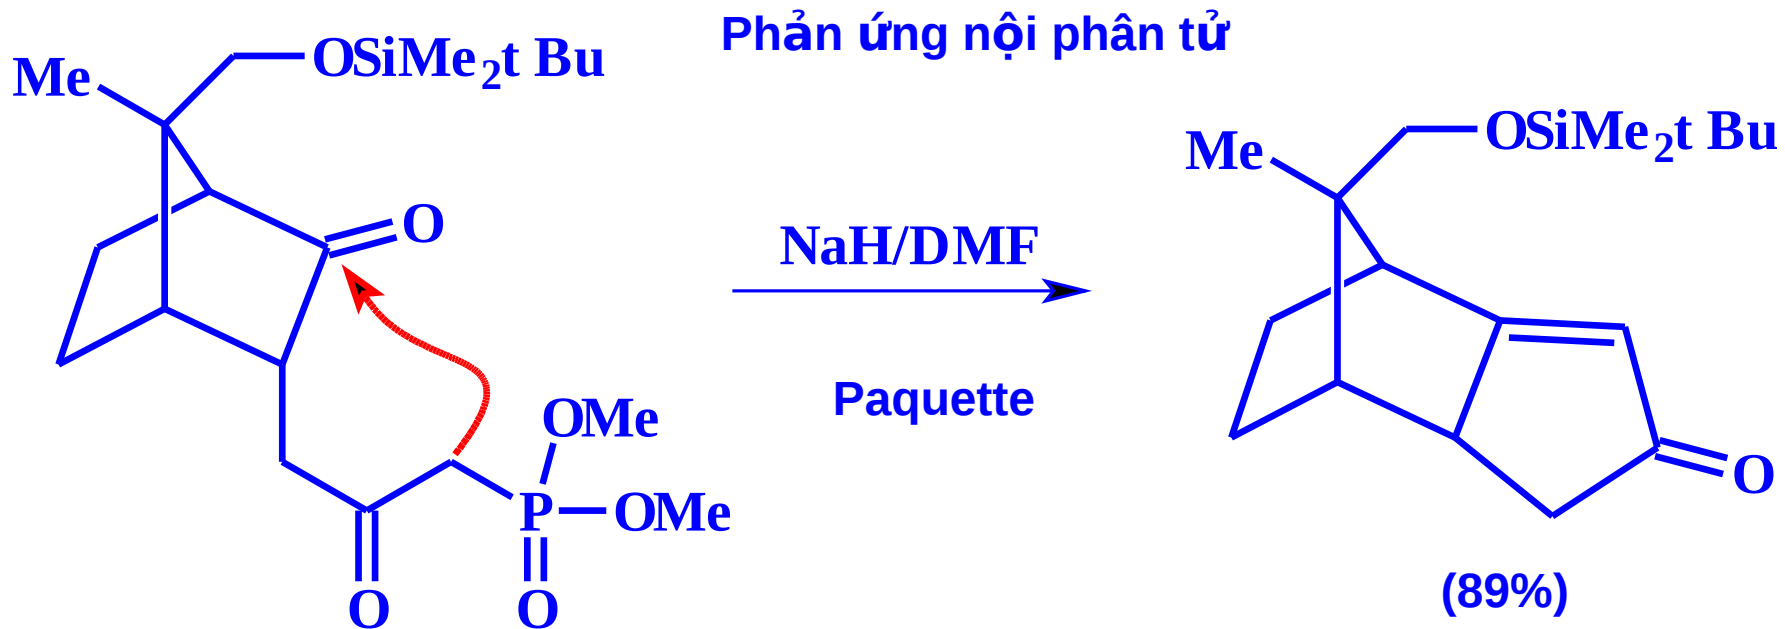 Phản ứng nội phân tử
OSiMe2t Bu
Me
O
NaH/DMF
Paquette
OMe
P
OMe
O
O
OSiMe2t Bu
Me
O
(89%)